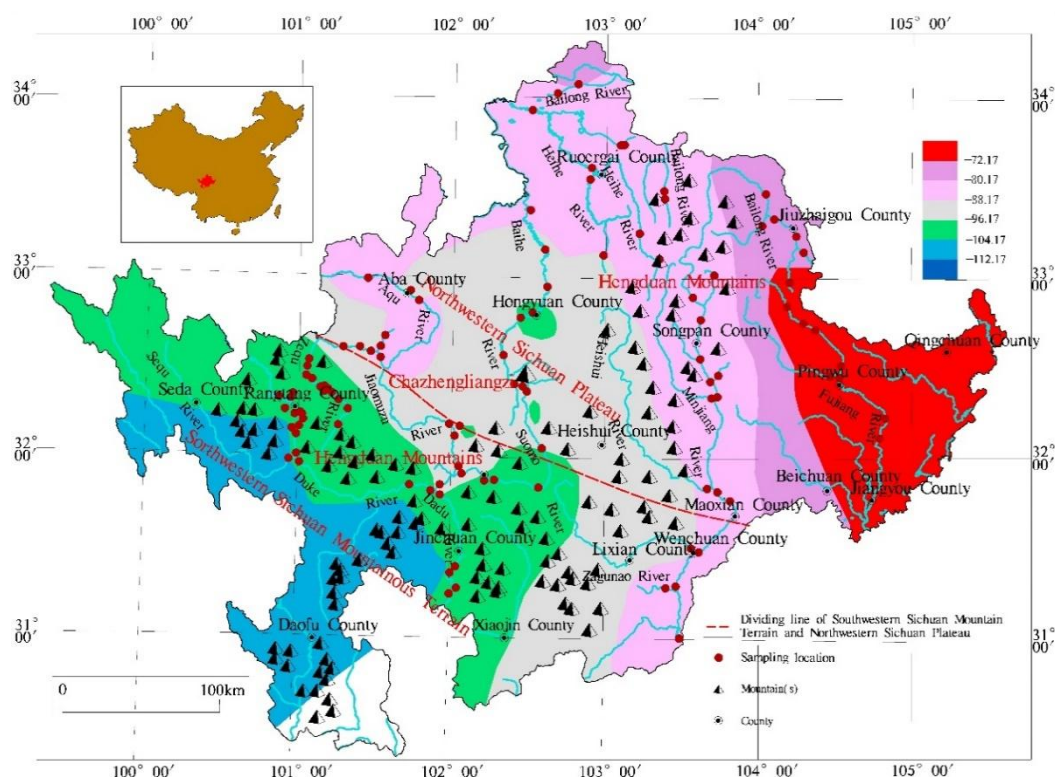 100° 00′ 101° 00′ 102° 00′ 103° 00′ 104° 00′ 105° 00′
34° 00′
34° 00′
33° 00′
33° 00′
32° 00′
32° 00′
31° 00′
31° 00′
Bailong River
Ruoergai County
Heihe
Heihe
River
River
Bailong River
Baihe
River
Bailong River
Jiuzhaigou County
-72.17
-80.17
-88.17
-96.17
-104.17
-112.17
Aba County
Aqu
River
Northwestern Sichuan Plateau
Hongyuan County
Hengduan Mountains
Songpan County
Qingchuan County
Pingwu County
Fujiang
River
Sequ
River
Seda County
Rangtang County
River
Chazhengliangzi
River
Heishui County
River
Minjiang
River
Hengduan Mountains
Suomo
River
Duke
River
Dadu
River
Beichuan County
Jiangyou County
Maoxian County
Wenchuan County
Jinchuan County
Lixian County
Zagunao River
Northwestern Sichuan Mountainous Terrain
Xiaojin County
Daofu County
0 100km
Dividing line of Southwestern Sichuan Mountain
Terrain and Northwestern Sichuan Plateau
Sampling location
Mountain(s)
County
100° 00′ 101° 00′ 102° 00′ 103° 00′ 104° 00′ 105° 00′